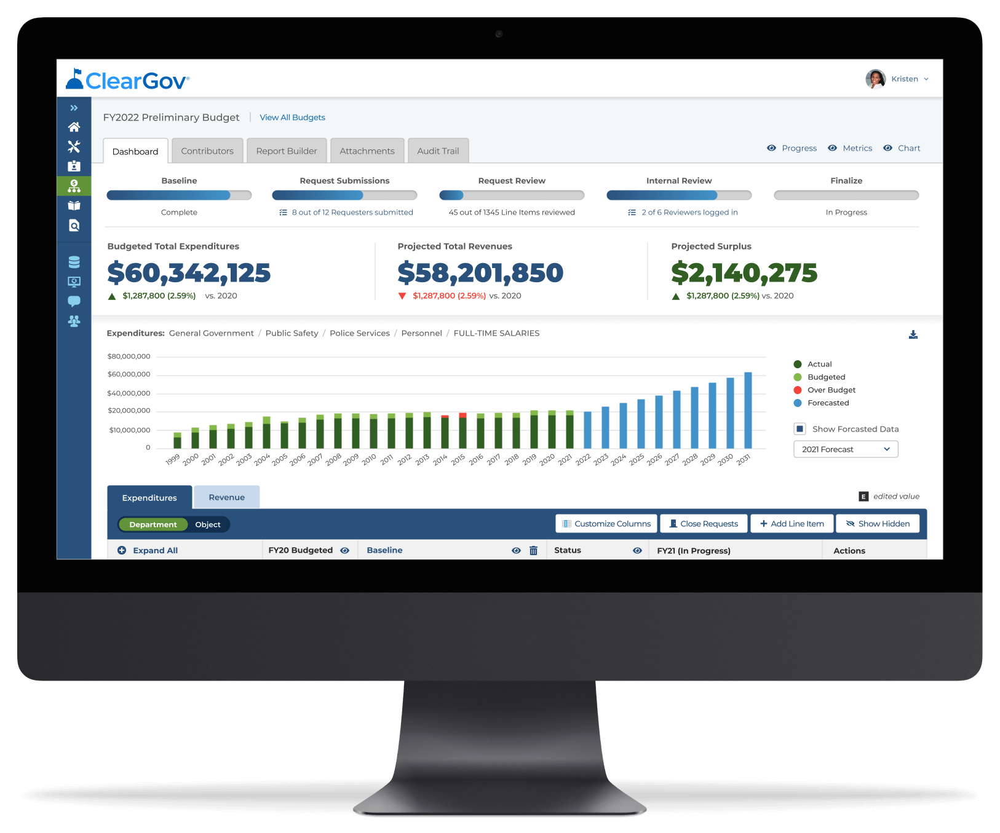 ClearGov®
Kristen
FY2022 Preliminary Budget | View All Budgets
Dashboard Contributors Report Builder Attachments Audit Trail Progress Metrics Chart
Baseline Request Submissions Request Review Internal Review Finalize
Complete 8 out of 12 Requesters submitted 45 out of 1345 Line Items reviewed 2 of 6 Reviewers logged in In Progress
Budgeted Total Expenditures Projected Total Revenues Projected Surplus
$60,342,125 $58,201,850 $2,140,275
▲ $1,287,800 (2.59%) vs. 2020 ▼ $1,287,800 (2.59%) vs. 2020 ▲ $1,287,800 (2.59%) vs. 2020
Expenditures: General Government / Public Safety / Police Services / Personnel / FULL-TIME SALARIES
$80,000,000
$60,000,000
$40,000,000
$20,000,000
$10,000,000
0
1999 2000 2001 2002 2003 2004 2005 2006 2007 2008 2009 2010 2011 2012 2013 2014 2015 2016 2017 2018 2019 2020 2021 2022 2023 2024 2025 2026 2027 2028 2029 2030 2031
Actual
Budgeted
Over Budget
Forecasted
Show Forcasted Data
2021 Forecast
Expenditures Revenue E edited value
Department Object Customize Columns Close Requests + Add Line Item Show Hidden
Expand All FY20 Budgeted Baseline Status FY21 (In Progress) Actions